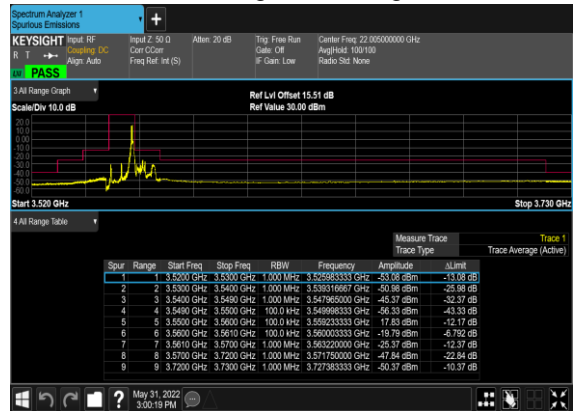 Spectrum Analyzer 1
Spurious Emissions
KEYSIGHT Input: RF Input Z: 50 Ω Atten: 20 dB Trig: Free Run Center Freq: 22.005000000 GHz
R T Coupling: DC Corr CCorr Gate: Off Avg|Hold: 100/100
Align: Auto Freq Ref: Int (S) IF Gain: Low Radio Std: None
PASS
3 All Range Graph Ref Lvl Offset 15.51 dB
Scale/Div 10.0 dB Ref Value 30.00 dBm
20.0
10.0
0.00
-10.0
-20.0
-30.0
-40.0
-50.0
-60.0
Start 3.520 GHz Stop 3.730 GHz
4 All Range Table
Measure Trace Trace 1
Trace Type Trace Average (Active)
Spur Range Start Freq Stop Freq RBW Frequency Amplitude ΔLimit
1 1 3.5200 GHz 3.5300 GHz 1.000 MHz 3.525983333 GHz -53.08 dBm -13.08 dB
2 2 3.5300 GHz 3.5400 GHz 1.000 MHz 3.539316667 GHz -50.98 dBm -25.98 dB
3 3 3.5400 GHz 3.5490 GHz 1.000 MHz 3.547965000 GHz -45.37 dBm -32.37 dB
4 4 3.5490 GHz 3.5500 GHz 100.0 kHz 3.549998333 GHz -56.33 dBm -43.33 dB
5 5 3.5500 GHz 3.5600 GHz 100.0 kHz 3.559233333 GHz 17.83 dBm -12.17 dB
6 6 3.5600 GHz 3.5610 GHz 100.0 kHz 3.560003333 GHz -19.79 dBm -6.792 dB
7 7 3.5610 GHz 3.5700 GHz 1.000 MHz 3.563220000 GHz -25.37 dBm -12.37 dB
8 8 3.5700 GHz 3.7200 GHz 1.000 MHz 3.571750000 GHz -47.84 dBm -22.84 dB
9 9 3.7200 GHz 3.7300 GHz 1.000 MHz 3.727383333 GHz -50.37 dBm -10.37 dB
May 31, 2022
3:00:19 PM